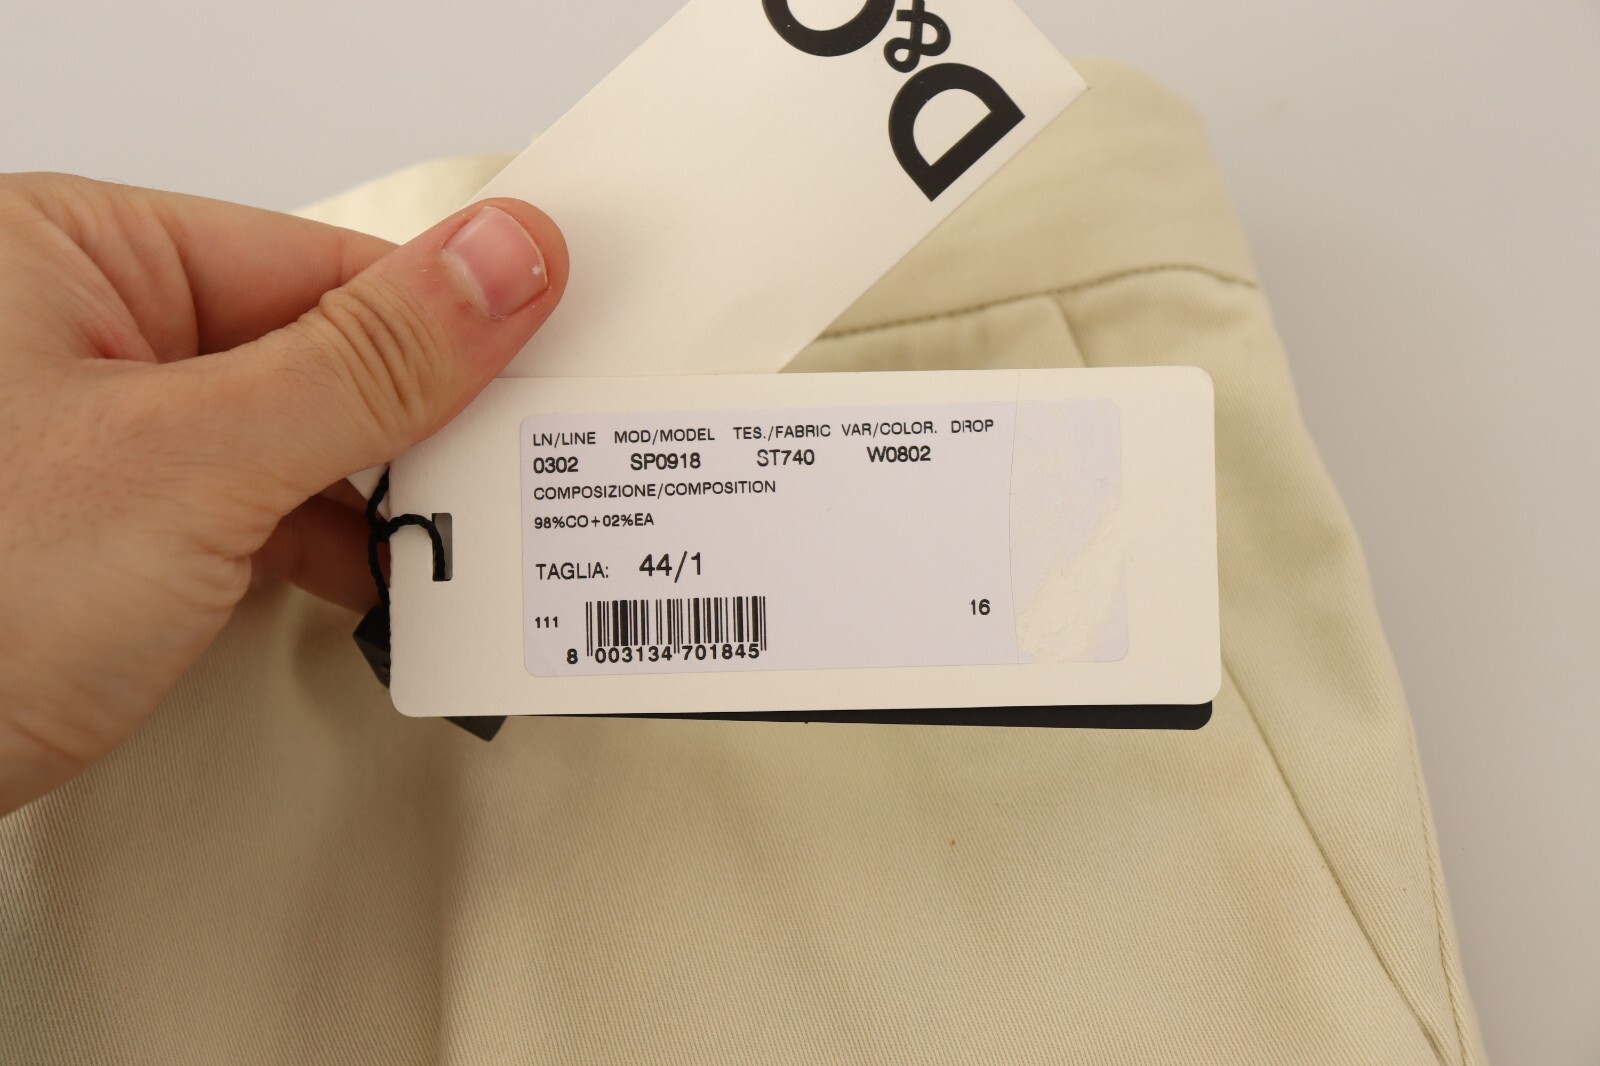 D&
LN/LINE MOD/MODEL TES./FABRIC VAR/COLOR. DROP
0302 SP0918 ST740 W0802
COMPOSIZIONE/COMPOSITION
98%CO+02%EA
TAGLIA: 44/1
111 16
8 003134 701845